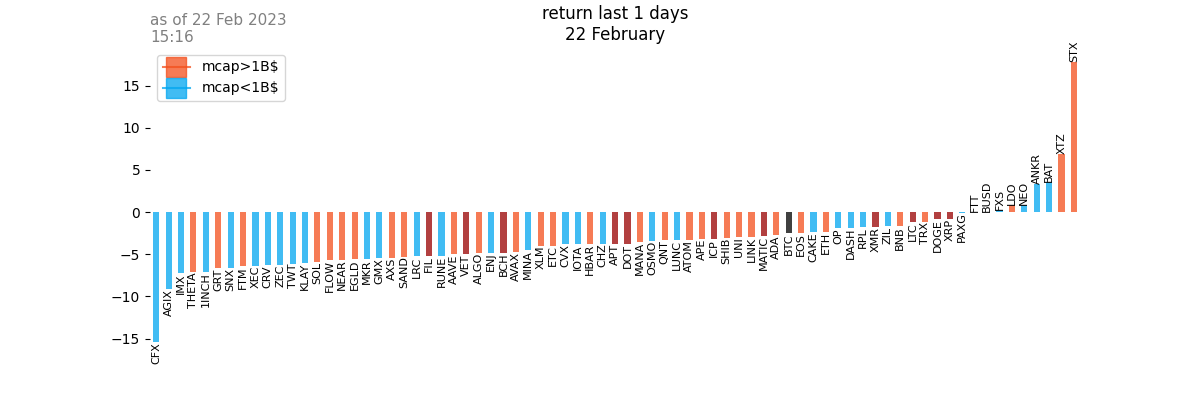 as of 22 Feb 2023
15:16
return last 1 days
22 February
mcap>1B$
mcap<1B$
15
10
5
0
−5
−10
−15
CFX
AGIX
IMX
THETA
1INCH
GRT
SNX
FTM
XEC
CRV
ZEC
TWT
KLAY
SOL
FLOW
NEAR
EGLD
MKR
GMX
AXS
SAND
LRC
FIL
RUNE
AAVE
VET
ALGO
ENJ
BCH
AVAX
MINA
XLM
ETC
CVX
IOTA
HBAR
CHZ
APT
DOT
MANA
OSMO
QNT
LUNC
ATOM
APE
ICP
SHIB
UNI
LINK
MATIC
ADA
BTC
EOS
CAKE
ETH
OP
DASH
RPL
XMR
ZIL
BNB
LTC
TRX
DOGE
XRP
PAXG
FTT
BUSD
FXS
LDO
NEO
ANKR
BAT
XTZ
STX